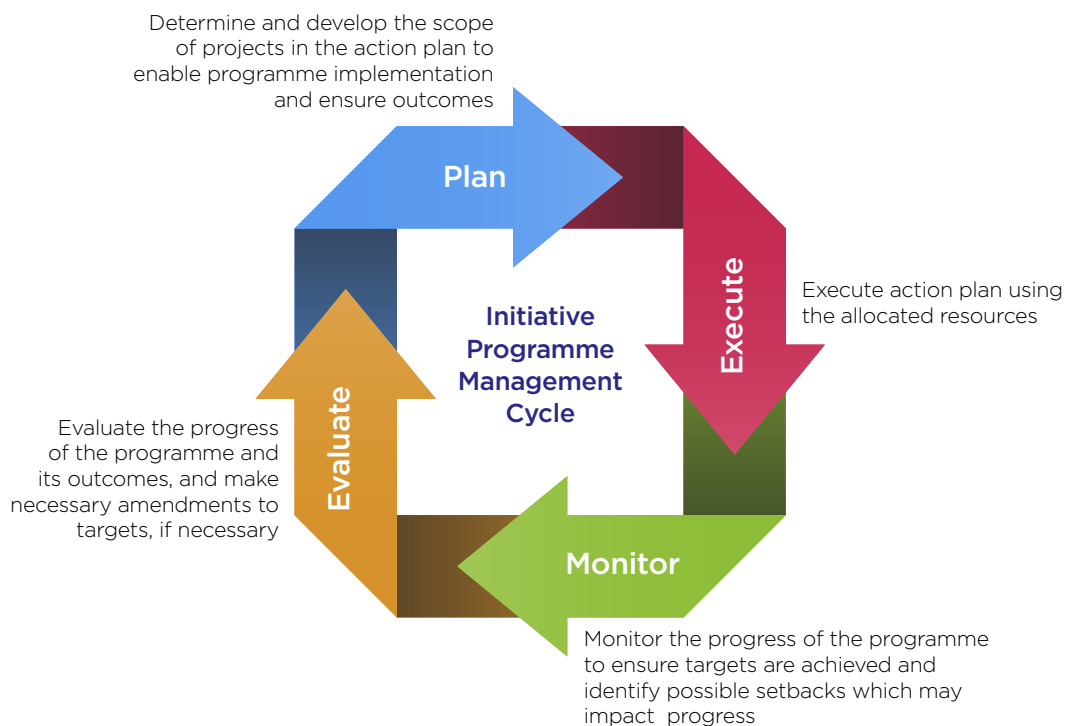 Determine and develop the scope
of projects in the action plan to
enable programme implementation
and ensure outcomes
Plan
Execute
Execute action plan using
the allocated resources
Initiative
Programme
Management
Cycle
Evaluate
Evaluate the progress
of the programme and
its outcomes, and make
necessary amendments to
targets, if necessary
Monitor
Monitor the progress of the programme
to ensure targets are achieved and
identify possible setbacks which may
impact progress